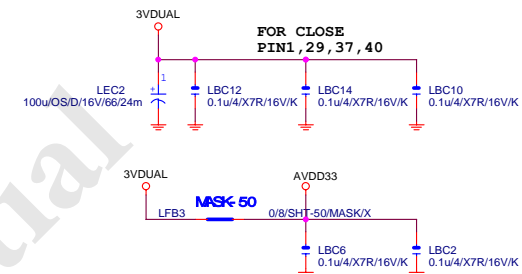 3VDUAL
FOR CLOSE
PIN1,29,37,40
1
+
LEC2
100u/OS/D/16V/66/24m
LBC12
0.1u/4/X7R/16V/K
LBC14
0.1u/4/X7R/16V/K
LBC10
0.1u/4/X7R/16V/K
3VDUAL
AVDD33
MASK-50
LFB3
0/8/SHT-50/MASK/X
LBC6
0.1u/4/X7R/16V/K
LBC2
0.1u/4/X7R/16V/K